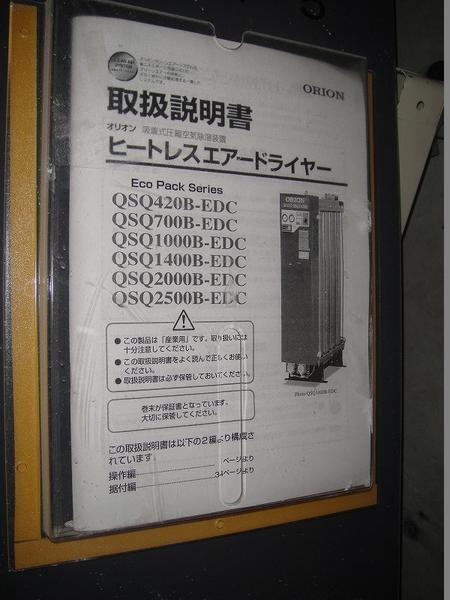 ORION
取扱説明書
オリオン 吸着式圧縮空気除湿装置
ヒートレスエアードライヤー
Eco Pack Series
QSQ420B-EDC
QSQ700B-EDC
QSQ1000B-EDC
QSQ1400B-EDC
QSQ2000B-EDC
QSQ2500B-EDC
ORION
● この製品は「産業用」です。取り扱いには
十分注意してください。
● この取扱説明書をよく読んで正しくお使い
ください。
● 取扱説明書は必ず保管しておいてください。
巻末が保証書となっています。
大切に保管してください。
この取扱説明書は以下の2編より構成さ
れています。
操作編 ページより
据付編 34ページより